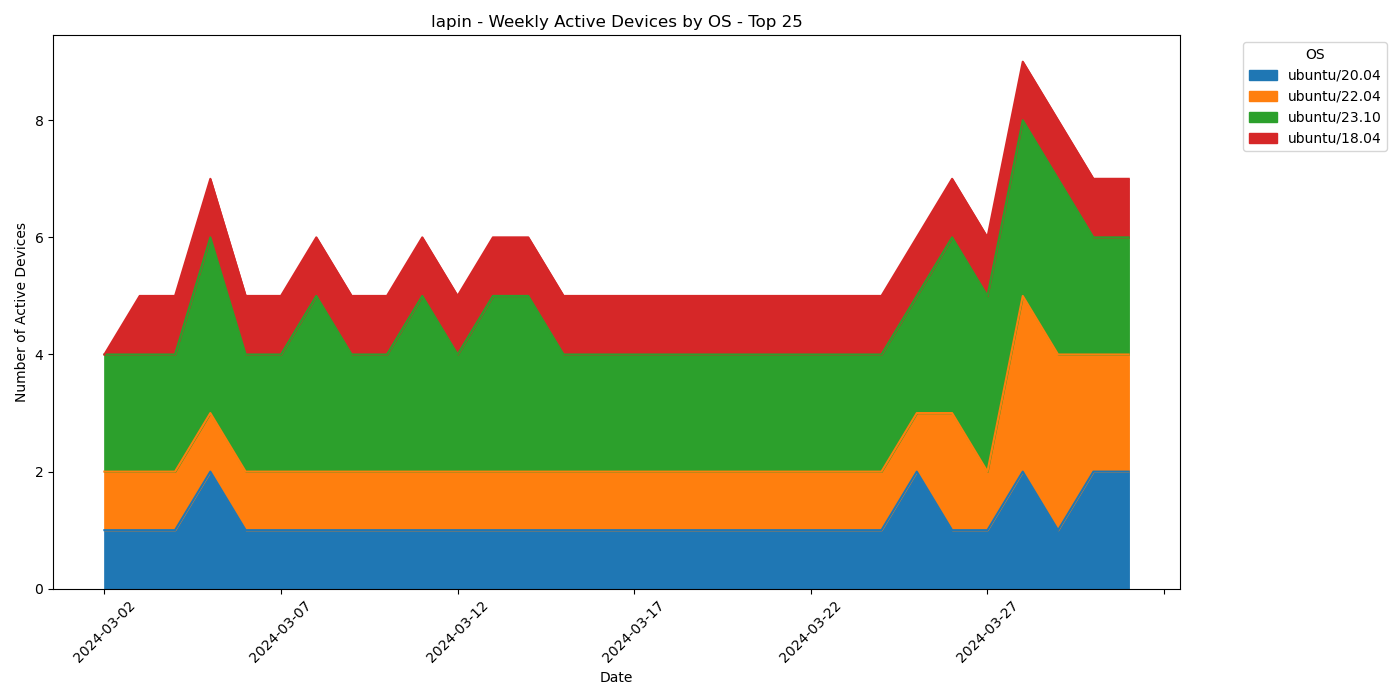 lapin - Weekly Active Devices by OS - Top 25
OS
ubuntu/20.04
ubuntu/22.04
ubuntu/23.10
ubuntu/18.04
Number of Active Devices
8
6
4
2
0
2024-03-02
2024-03-07
2024-03-12
2024-03-17
2024-03-22
2024-03-27
Date